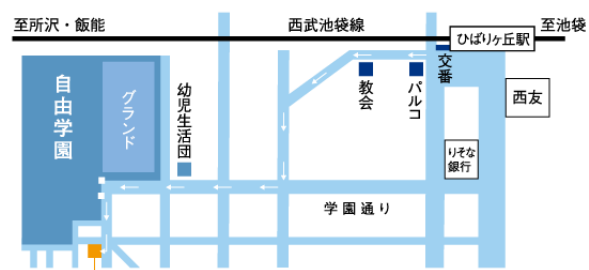 至所沢・飯能
西武池袋線
至池袋
ひばりヶ丘駅
交番
西友
パルコ
教会
幼児生活団
グランド
自由学園
りそな
銀行
学園通り